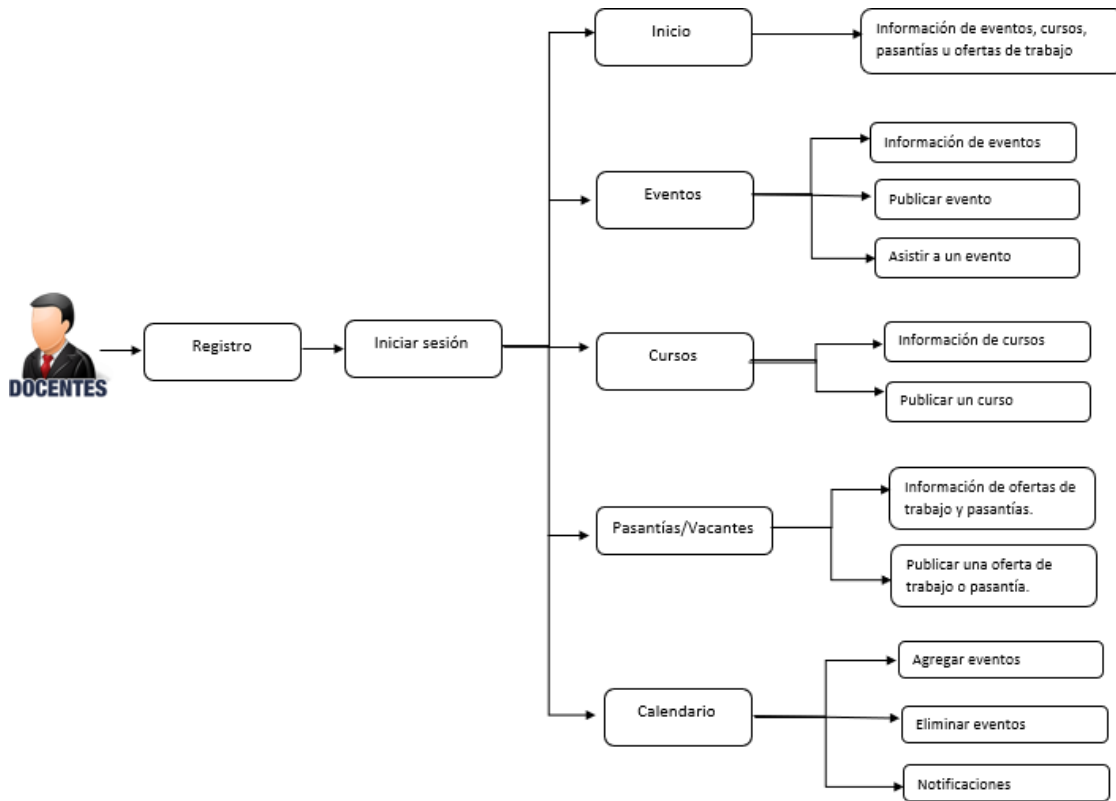 Inicio
Información de eventos, cursos,
pasantías u ofertas de trabajo
Eventos
Información de eventos
Publicar evento
Asistir a un evento
DOCENTES
Registro
Iniciar sesión
Cursos
Información de cursos
Publicar un curso
Pasantías/Vacantes
Información de ofertas de
trabajo y pasantías.
Publicar una oferta de
trabajo o pasantía.
Calendario
Agregar eventos
Eliminar eventos
Notificaciones